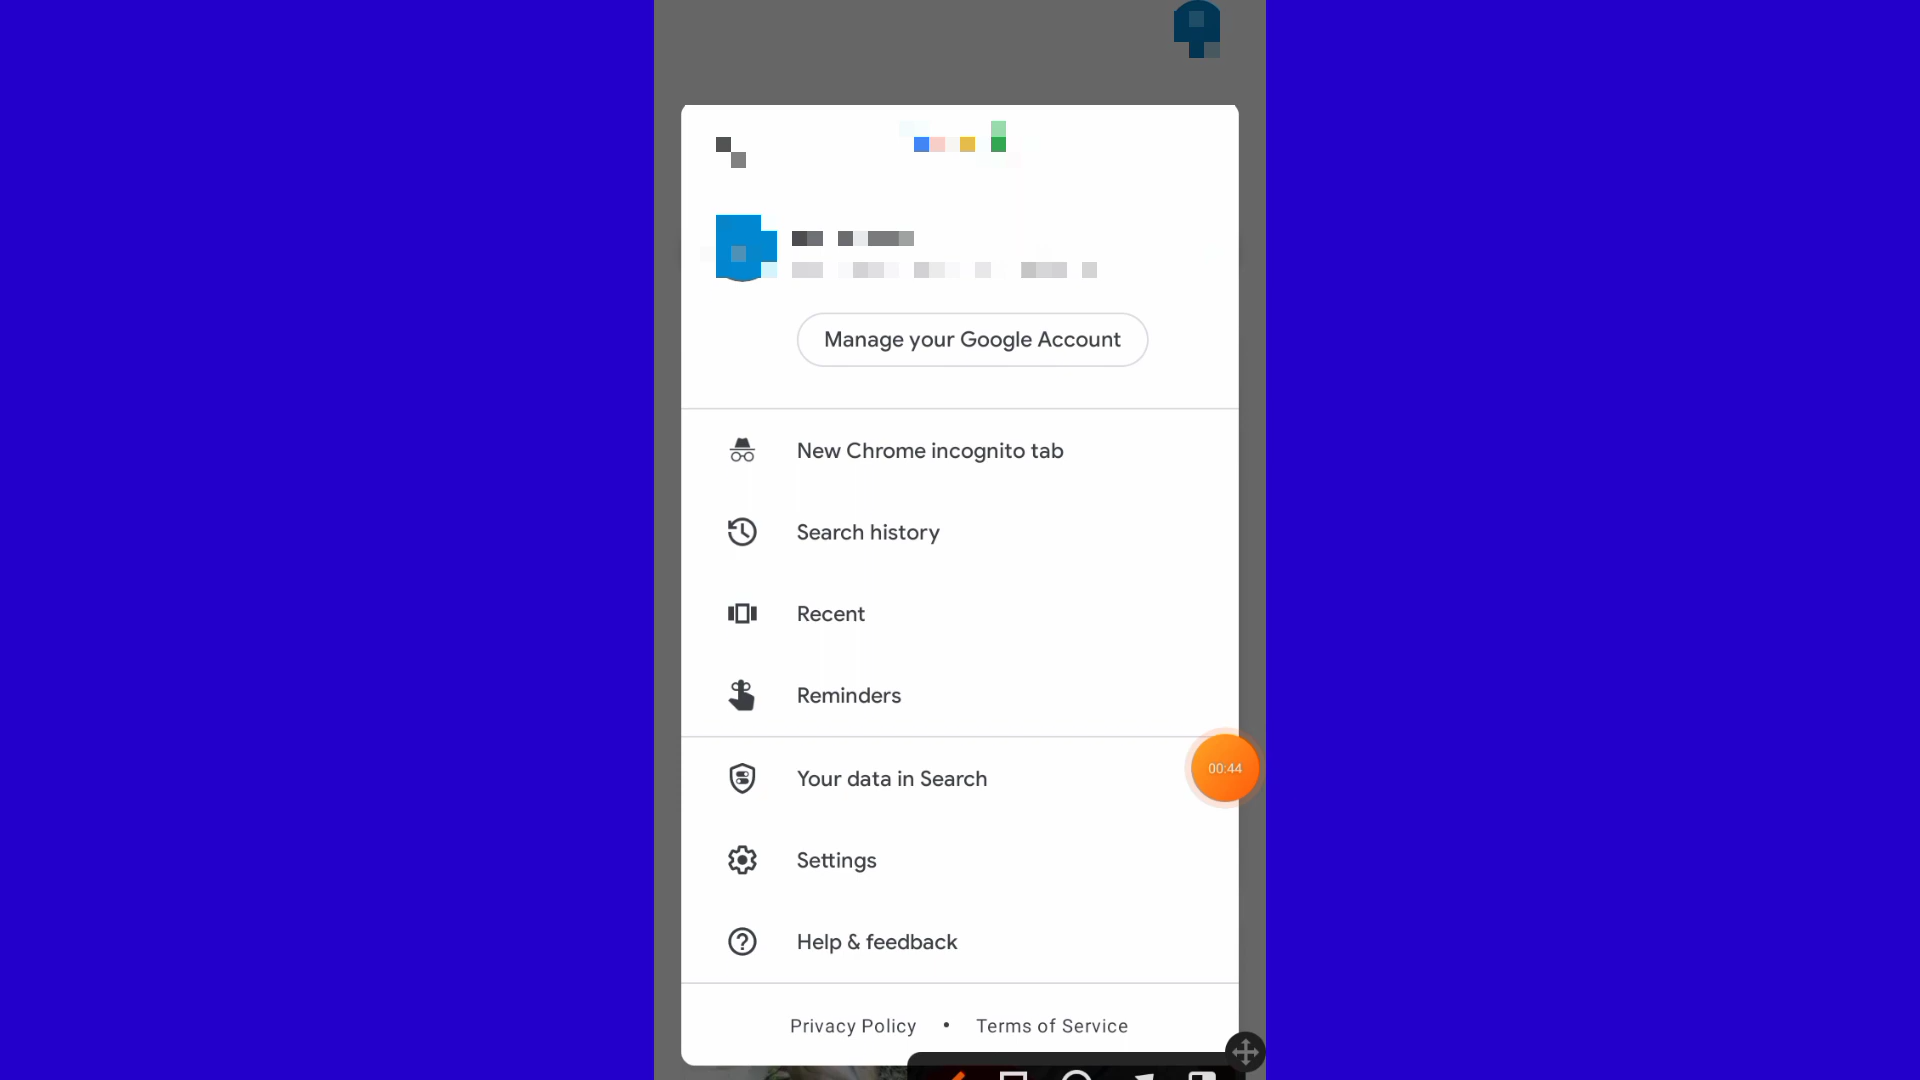 Manage your Google Account
New Chrome incognito tab
Search history
Recent
Reminders
Your data in Search
00:44
Settings
Help & feedback
Privacy Policy • Terms of Service